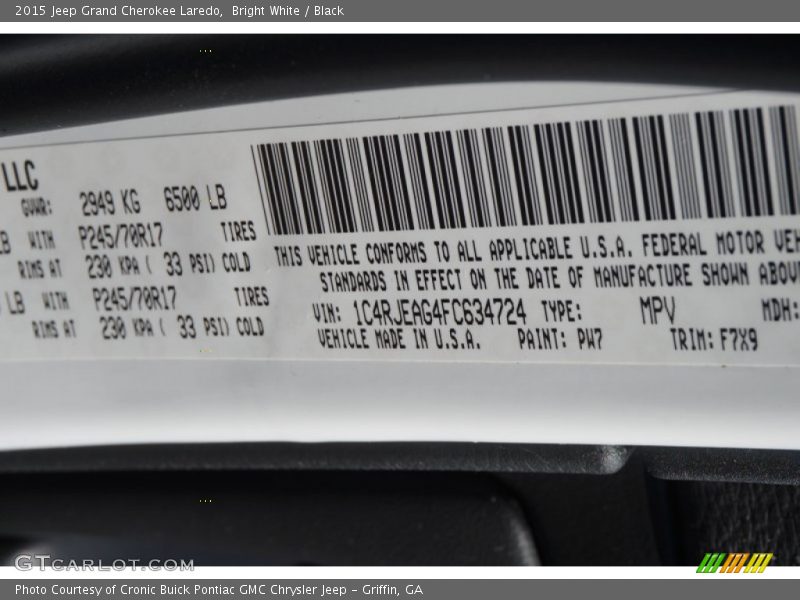 2015 Jeep Grand Cherokee Laredo, Bright White / Black
LLC
GVWR: 2949 KG 6500 LB
LB WITH P245/70R17 TIRES
RIMS AT 230 KPA ( 33 PSI) COLD
LB WITH P245/70R17 TIRES
RIMS AT 230 KPA ( 33 PSI) COLD
THIS VEHICLE CONFORMS TO ALL APPLICABLE U.S.A. FEDERAL MOTOR VEH
STANDARDS IN EFFECT ON THE DATE OF MANUFACTURE SHOWN ABOV
VIN: 1C4RJEAG4FC634724 TYPE: MPV MDH:
VEHICLE MADE IN U.S.A. PAINT: PW7 TRIM: F7X9
GTCARLOT.COM
Photo Courtesy of Cronic Buick Pontiac GMC Chrysler Jeep - Griffin, GA